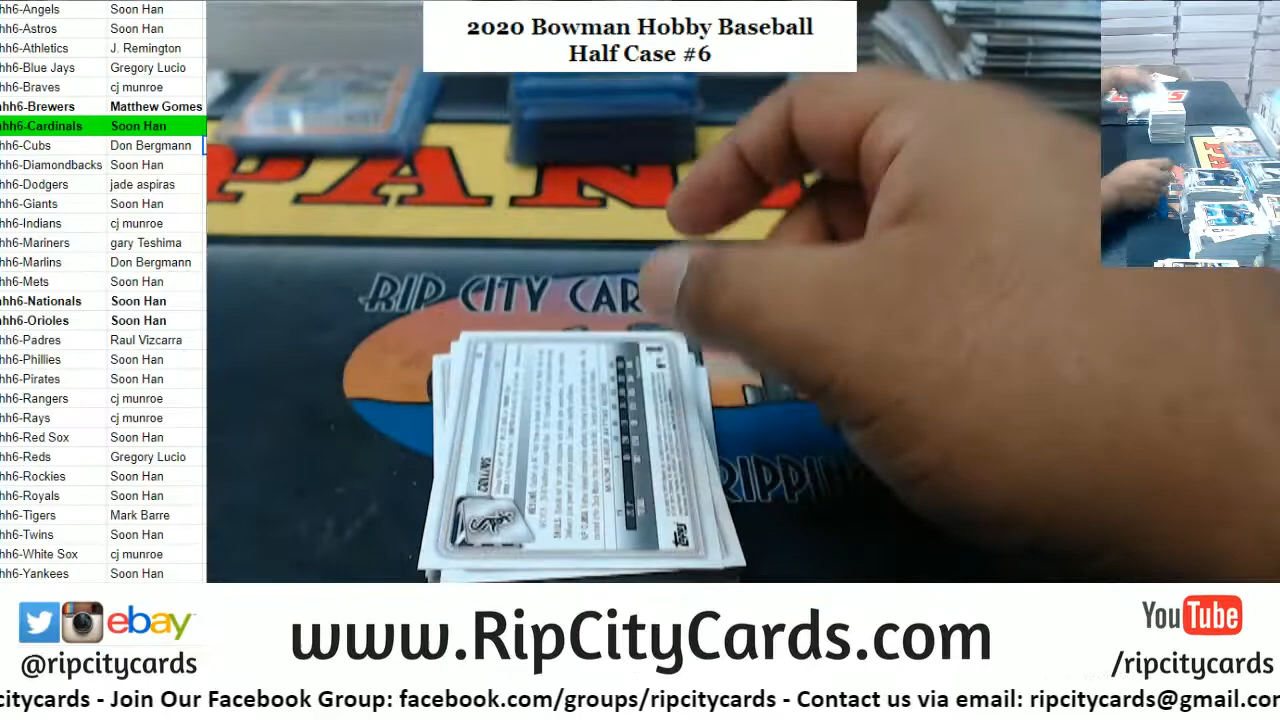 2020 Bowman Hobby Baseball
Half Case #6
hh6-Angels Soon Han
hh6-Astros Soon Han
hh6-Athletics J. Remington
hh6-Blue Jays Gregory Lucio
hh6-Braves cj munroe
hh6-Brewers Matthew Gomes
hh6-Cardinals Soon Han
hh6-Cubs Don Bergmann
hh6-Diamondbacks Soon Han
hh6-Dodgers jade aspiras
hh6-Giants Soon Han
hh6-Indians cj munroe
hh6-Mariners gary Teshima
hh6-Marlins Don Bergmann
hh6-Mets Soon Han
hh6-Nationals Soon Han
hh6-Orioles Soon Han
hh6-Padres Raul Vizcarra
hh6-Phillies Soon Han
hh6-Pirates Soon Han
hh6-Rangers cj munroe
hh6-Rays cj munroe
hh6-Red Sox Soon Han
hh6-Reds Gregory Lucio
hh6-Rockies Soon Han
hh6-Royals Soon Han
hh6-Tigers Mark Barre
hh6-Twins Soon Han
hh6-White Sox cj munroe
hh6-Yankees Soon Han
PANI
RIP CITY CAR
RIPPIN
Topps
ebay
@ripcitycards
www.RipCityCards.com
YouTube
/ripcitycards
citycards - Join Our Facebook Group: facebook.com/groups/ripcitycards - Contact us via email: ripcitycards@gmail.co